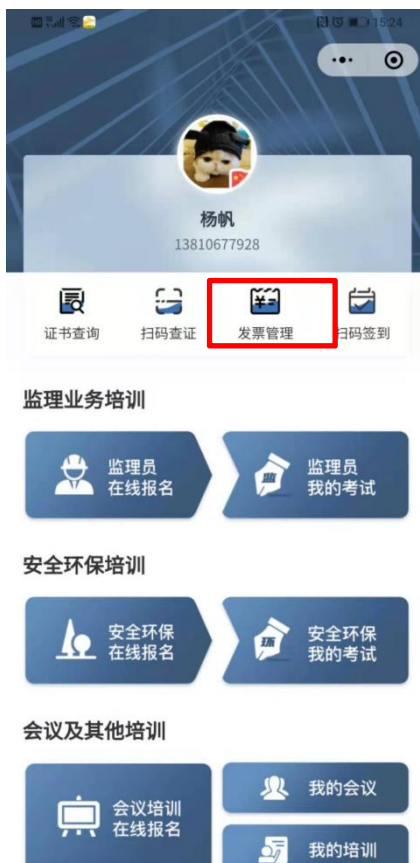 15:24
杨帆
13810677928
证书查询 扫码查证 发票管理 扫码签到
监理业务培训
监理员
在线报名
监
监理员
我的考试
安全环保培训
安全环保
在线报名
环
安全环保
我的考试
会议及其他培训
会议培训
在线报名
我的会议
我的培训